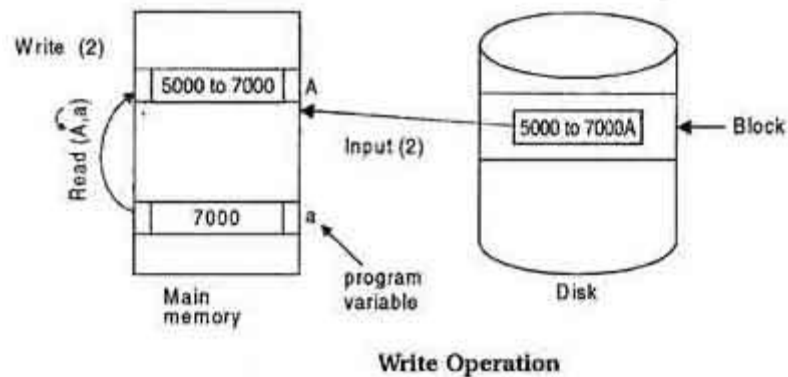 Write (2)
5000 to 7000 A
Read (A,a)
Input (2)
5000 to 7000A
Block
7000 a
program
variable
Main
memory
Disk
Write Operation